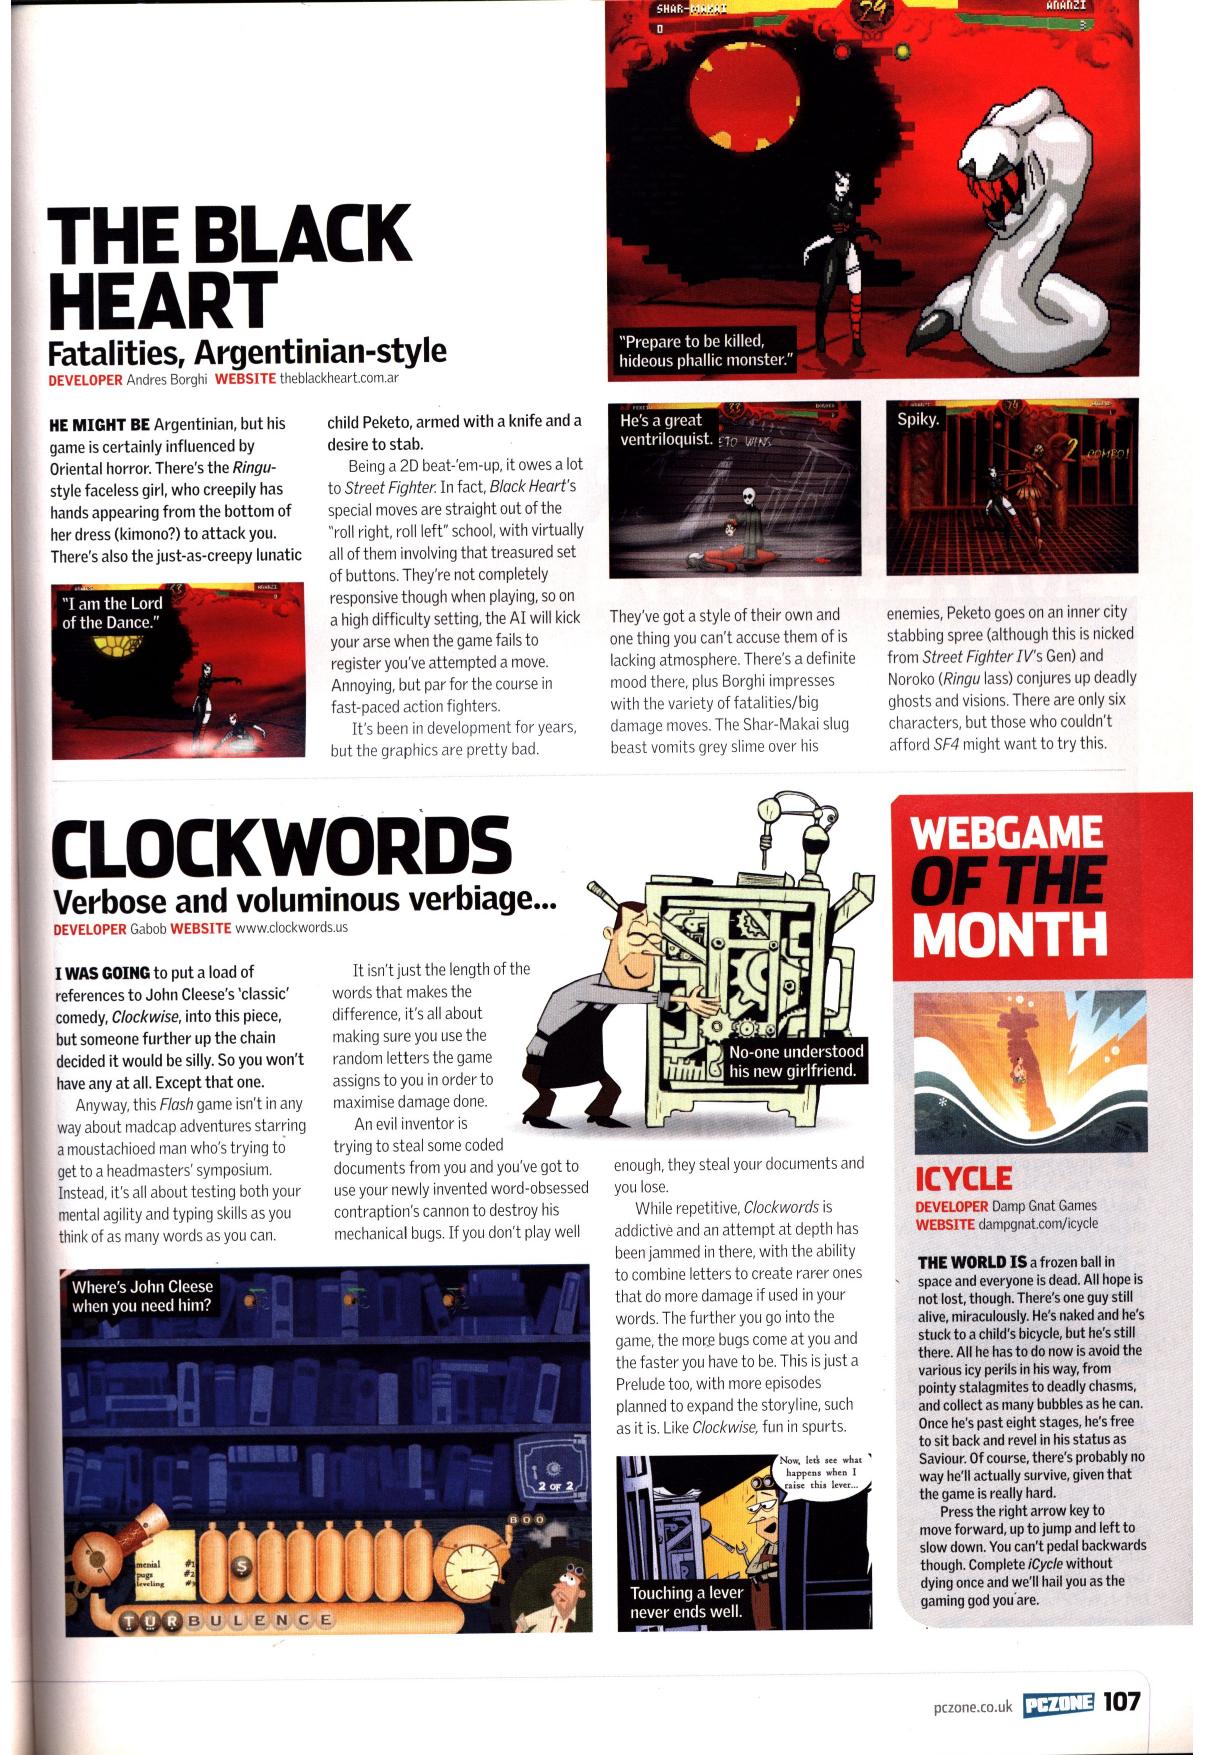 SHAR-MAKAI
0
29
ANANZI
3
"Prepare to be killed,
hideous phallic monster."
THE BLACK
HEART
Fatalities, Argentinian-style
DEVELOPER Andres Borghi WEBSITE theblackheart.com.ar
HE MIGHT BE Argentinian, but his
game is certainly influenced by
Oriental horror. There's the Ringu-
style faceless girl, who creepily has
hands appearing from the bottom of
her dress (kimono?) to attack you.
There's also the just-as-creepy lunatic
"I am the Lord
of the Dance."
child Peketo, armed with a knife and a
desire to stab.
Being a 2D beat-'em-up, it owes a lot
to Street Fighter. In fact, Black Heart's
special moves are straight out of the
"roll right, roll left" school, with virtually
all of them involving that treasured set
of buttons. They're not completely
responsive though when playing, so on
a high difficulty setting, the AI will kick
your arse when the game fails to
register you've attempted a move.
Annoying, but par for the course in
fast-paced action fighters.
It's been in development for years,
but the graphics are pretty bad.
He's a great
ventriloquist.
WINS
Spiky.
2 COMBO!
They've got a style of their own and
one thing you can't accuse them of is
lacking atmosphere. There's a definite
mood there, plus Borghi impresses
with the variety of fatalities/big
damage moves. The Shar-Makai slug
beast vomits grey slime over his
enemies, Peketo goes on an inner city
stabbing spree (although this is nicked
from Street Fighter IV's Gen) and
Noroko (Ringu lass) conjures up deadly
ghosts and visions. There are only six
characters, but those who couldn't
afford SF4 might want to try this.
CLOCKWORDS
Verbose and voluminous verbiage...
DEVELOPER Gabob WEBSITE www.clockwords.us
I WAS GOING to put a load of
references to John Cleese's 'classic'
comedy, Clockwise, into this piece,
but someone further up the chain
decided it would be silly. So you won't
have any at all. Except that one.
Anyway, this Flash game isn't in any
way about madcap adventures starring
a moustachioed man who's trying to
get to a headmasters' symposium.
Instead, it's all about testing both your
mental agility and typing skills as you
think of as many words as you can.
It isn't just the length of the
words that makes the
difference, it's all about
making sure you use the
random letters the game
assigns to you in order to
maximise damage done.
An evil inventor is
trying to steal some coded
documents from you and you've got to
use your newly invented word-obsessed
contraption's cannon to destroy his
mechanical bugs. If you don't play well
No-one understood
his new girlfriend.
enough, they steal your documents and
you lose.
While repetitive, Clockwords is
addictive and an attempt at depth has
been jammed in there, with the ability
to combine letters to create rarer ones
that do more damage if used in your
words. The further you go into the
game, the more bugs come at you and
the faster you have to be. This is just a
Prelude too, with more episodes
planned to expand the storyline, such
as it is. Like Clockwise, fun in spurts.
Where's John Cleese
when you need him?
2 OF 2
BOO
menial #1
pugs #2
leveling #3
S
TURBULENCE
Now, let's see what
happens when I
raise this lever...
Touching a lever
never ends well.
WEBGAME
OF THE
MONTH
ICYCLE
DEVELOPER Damp Gnat Games
WEBSITE dampgnat.com/icycle
THE WORLD IS a frozen ball in
space and everyone is dead. All hope is
not lost, though. There's one guy still
alive, miraculously. He's naked and he's
stuck to a child's bicycle, but he's still
there. All he has to do now is avoid the
various icy perils in his way, from
pointy stalagmites to deadly chasms,
and collect as many bubbles as he can.
Once he's past eight stages, he's free
to sit back and revel in his status as
Saviour. Of course, there's probably no
way he'll actually survive, given that
the game is really hard.
Press the right arrow key to
move forward, up to jump and left to
slow down. You can't pedal backwards
though. Complete iCycle without
dying once and we'll hail you as the
gaming god you are.
pczone.co.uk PCZONE 107